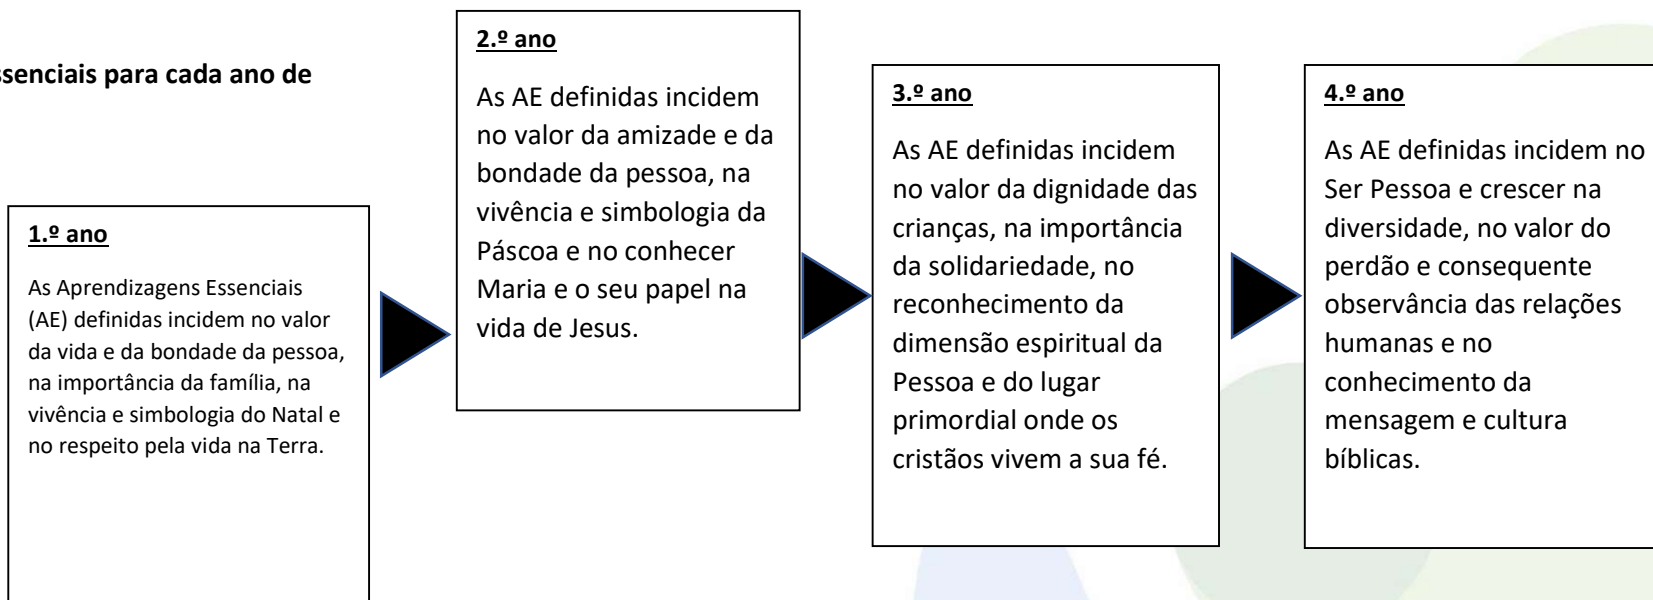 ssenciais para cada ano de
1.º ano
As Aprendizagens Essenciais
(AE) definidas incidem no valor
da vida e da bondade da pessoa,
na importância da família, na
vivência e simbologia do Natal e
no respeito pela vida na Terra.
2.º ano
As AE definidas incidem
no valor da amizade e da
bondade da pessoa, na
vivência e simbologia da
Páscoa e no conhecer
Maria e o seu papel na
vida de Jesus.
3.º ano
As AE definidas incidem
no valor da dignidade das
crianças, na importância
da solidariedade, no
reconhecimento da
dimensão espiritual da
Pessoa e do lugar
primordial onde os
cristãos vivem a sua fé.
4.º ano
As AE definidas incidem no
Ser Pessoa e crescer na
diversidade, no valor do
perdão e consequente
observância das relações
humanas e no
conhecimento da
mensagem e cultura
bíblicas.